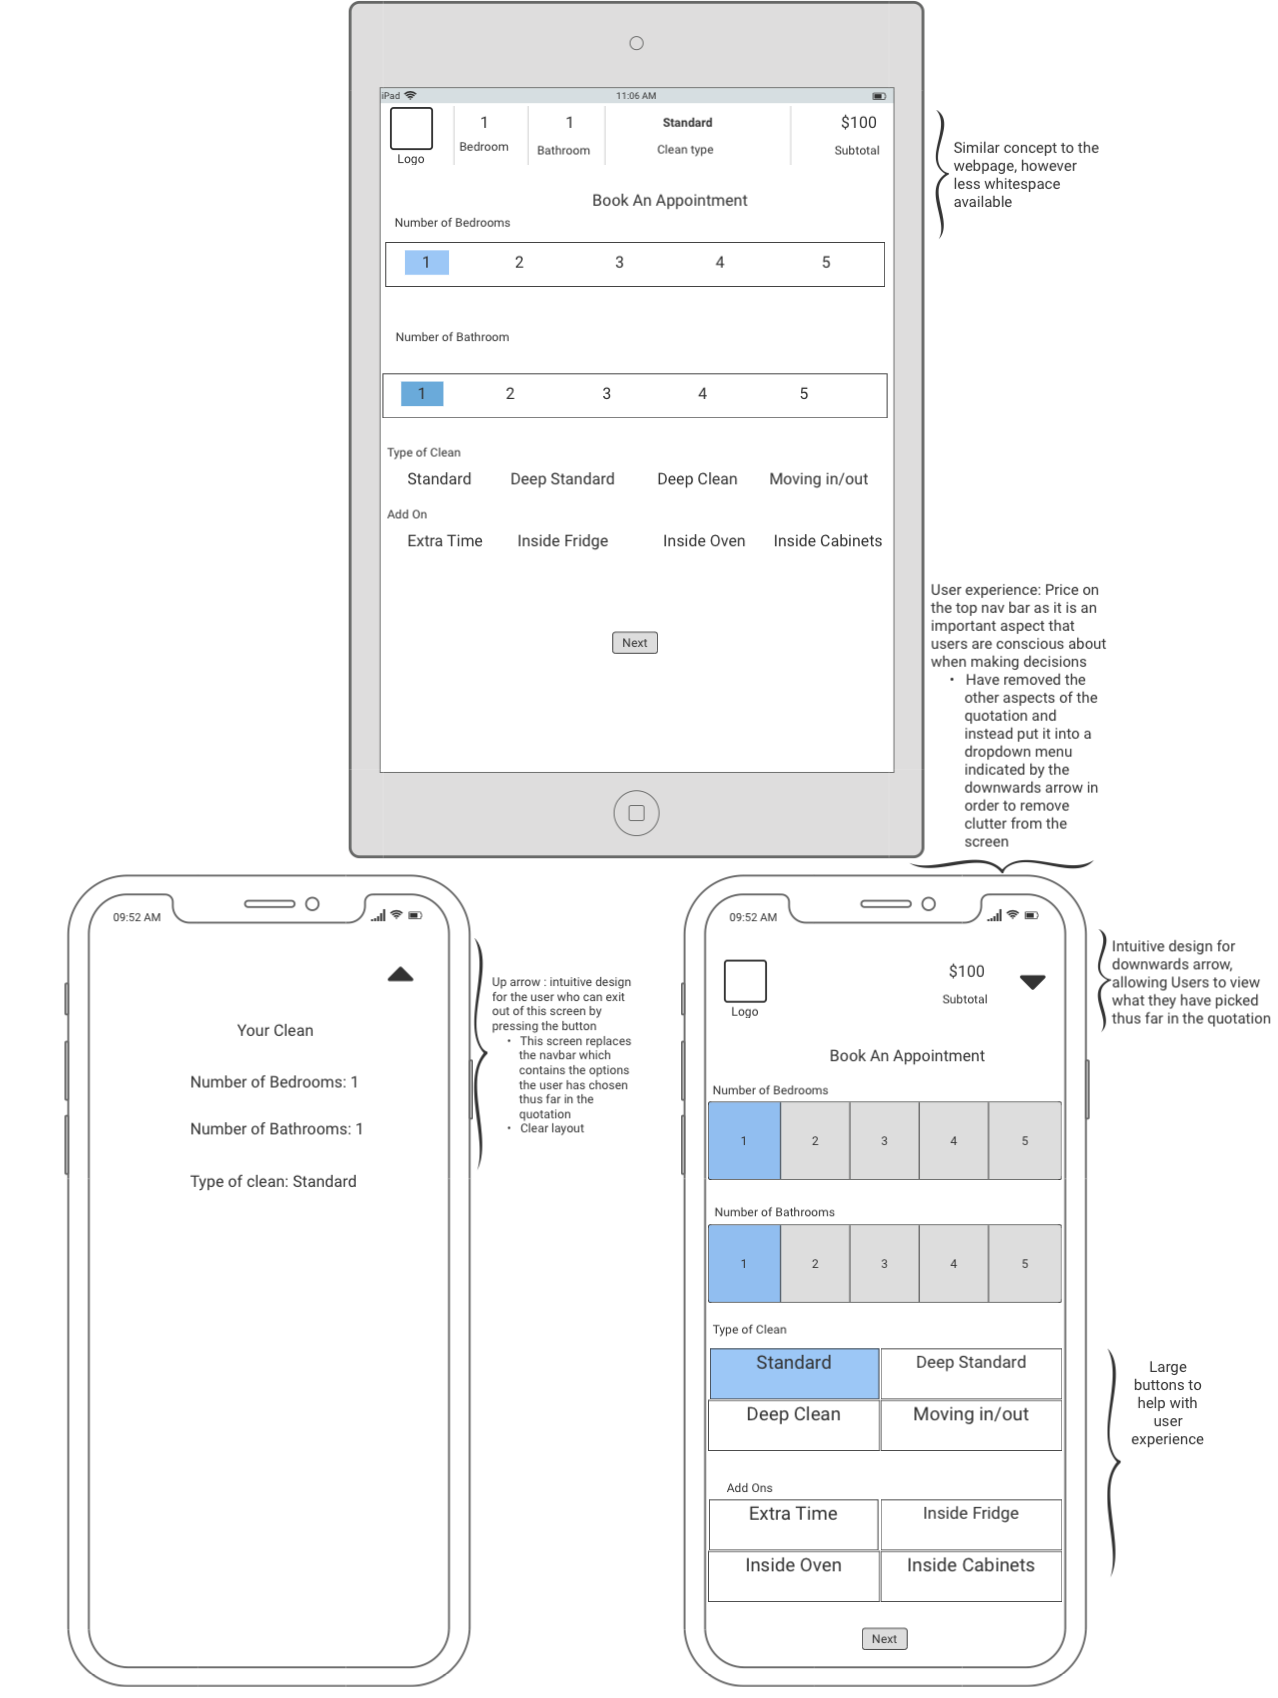 iPad 11:06 AM
1 1 Standard $100
Bedroom Bathroom Clean type Subtotal
Logo
Book An Appointment
Number of Bedrooms
1 2 3 4 5
Number of Bathroom
1 2 3 4 5
Type of Clean
Standard Deep Standard Deep Clean Moving in/out
Add On
Extra Time Inside Fridge Inside Oven Inside Cabinets
Next
Similar concept to the
webpage, however
less whitespace
available
User experience: Price on
the top nav bar as it is an
important aspect that
users are conscious about
when making decisions
• Have removed the
other aspects of the
quotation and
instead put it into a
dropdown menu
indicated by the
downwards arrow in
order to remove
clutter from the
screen
09:52 AM
Your Clean
Number of Bedrooms: 1
Number of Bathrooms: 1
Type of clean: Standard
Up arrow : intuitive design
for the user who can exit
out of this screen by
pressing the button
• This screen replaces
the navbar which
contains the options
the user has chosen
thus far in the
quotation
• Clear layout
09:52 AM
$100
Subtotal
Logo
Book An Appointment
Number of Bedrooms
1 2 3 4 5
Number of Bathrooms
1 2 3 4 5
Type of Clean
Standard Deep Standard
Deep Clean Moving in/out
Add Ons
Extra Time Inside Fridge
Inside Oven Inside Cabinets
Next
Intuitive design for
downwards arrow,
allowing Users to view
what they have picked
thus far in the quotation
Large
buttons to
help with
user
experience